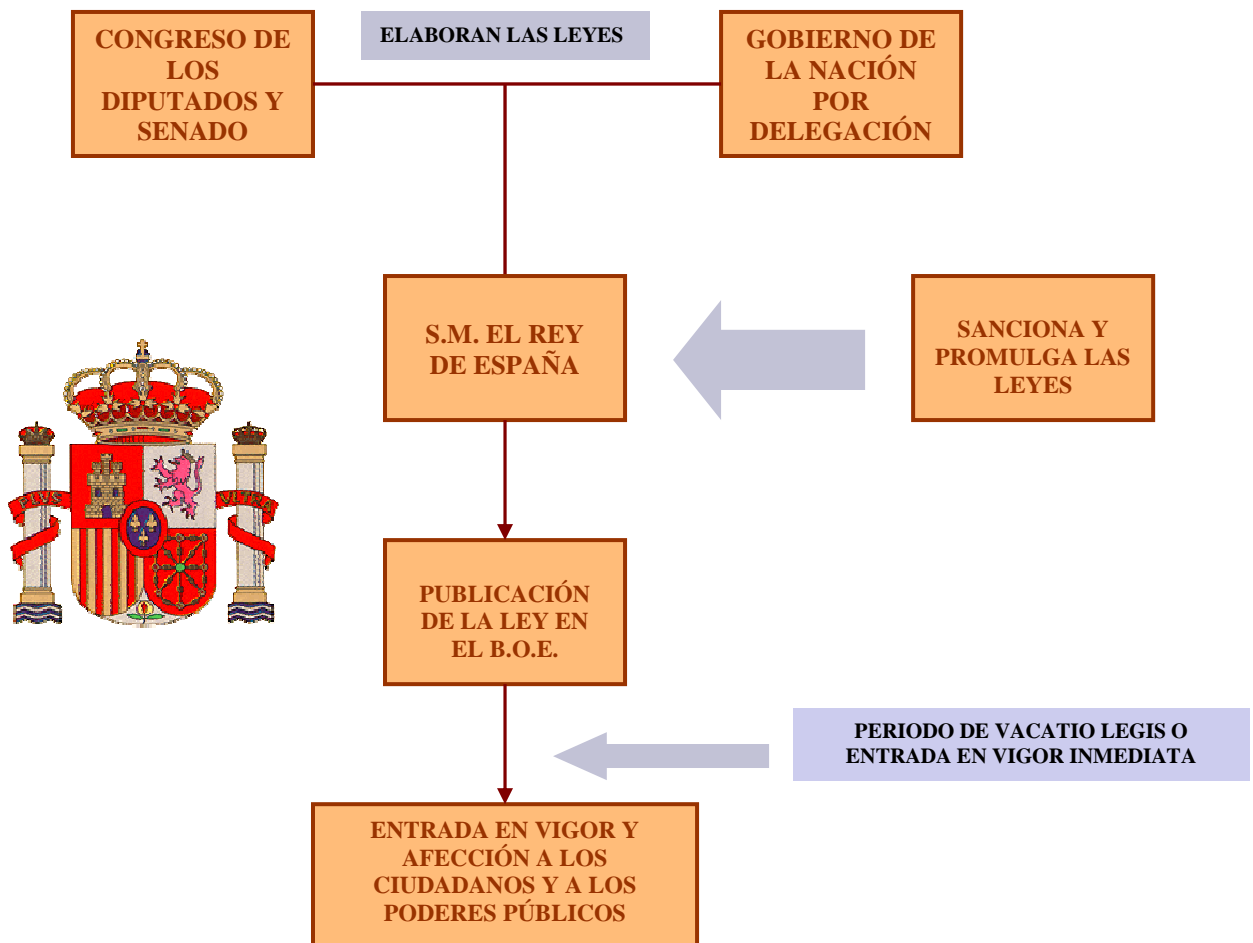 CONGRESO DE
LOS
DIPUTADOS Y
SENADO
ELABORAN LAS LEYES
GOBIERNO DE
LA NACIÓN
POR
DELEGACIÓN
S.M. EL REY
DE ESPAÑA
SANCIONA Y
PROMULGA LAS
LEYES
PLUS
VLTRA
PUBLICACIÓN
DE LA LEY EN
EL B.O.E.
PERIODO DE VACATIO LEGIS O
ENTRADA EN VIGOR INMEDIATA
ENTRADA EN VIGOR Y
AFECCIÓN A LOS
CIUDADANOS Y A LOS
PODERES PÚBLICOS